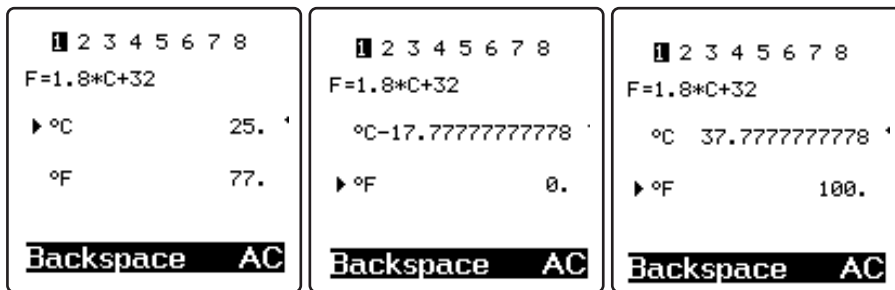 1 2 3 4 5 6 7 8
F=1.8*C+32
°C 25.
°F 77.
Backspace AC
1 2 3 4 5 6 7 8
F=1.8*C+32
°C-17.77777777778
°F 0.
Backspace AC
1 2 3 4 5 6 7 8
F=1.8*C+32
°C 37.7777777778
°F 100.
Backspace AC